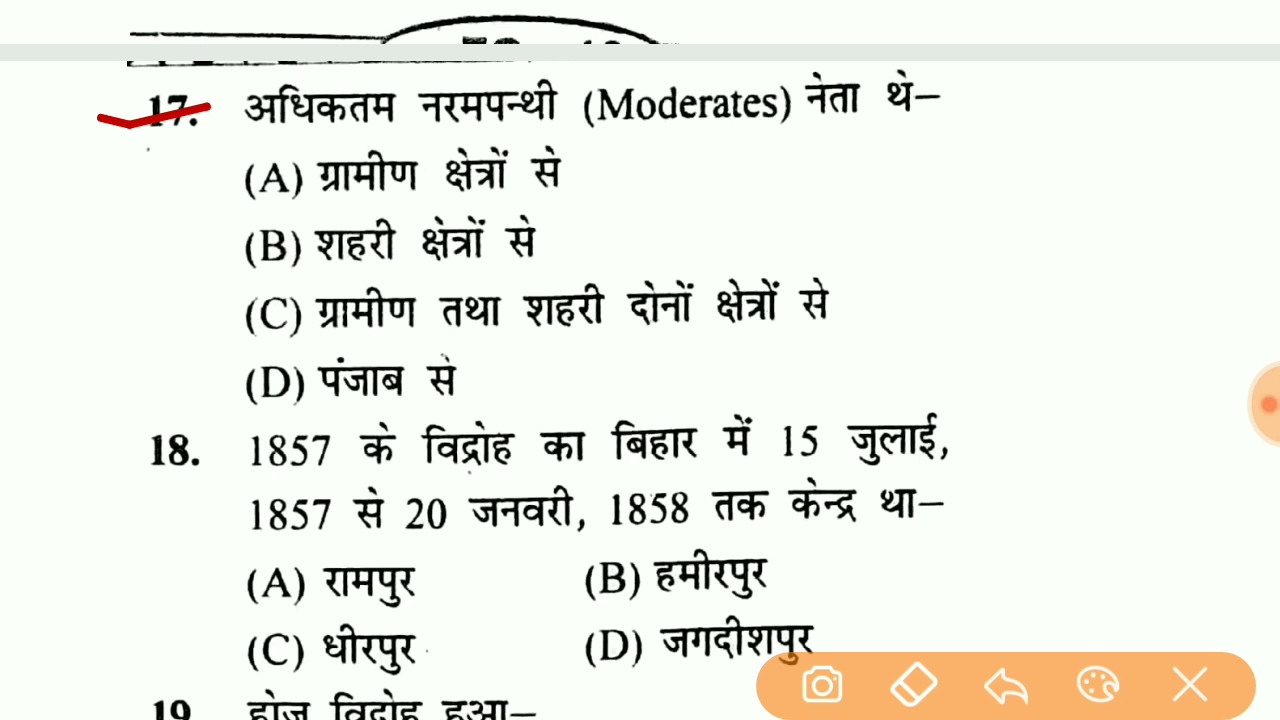 17. अधिकतम नरमपन्थी (Moderates) नेता थे–
(A) ग्रामीण क्षेत्रों से
(B) शहरी क्षेत्रों से
(C) ग्रामीण तथा शहरी दोनों क्षेत्रों से
(D) पंजाब से
18. 1857 के विद्रोह का बिहार में 15 जुलाई,
1857 से 20 जनवरी, 1858 तक केन्द्र था–
(A) रामपुर (B) हमीरपुर
(C) धीरपुर (D) जगदीशपुर
19 होज विद्रोह हुआ–